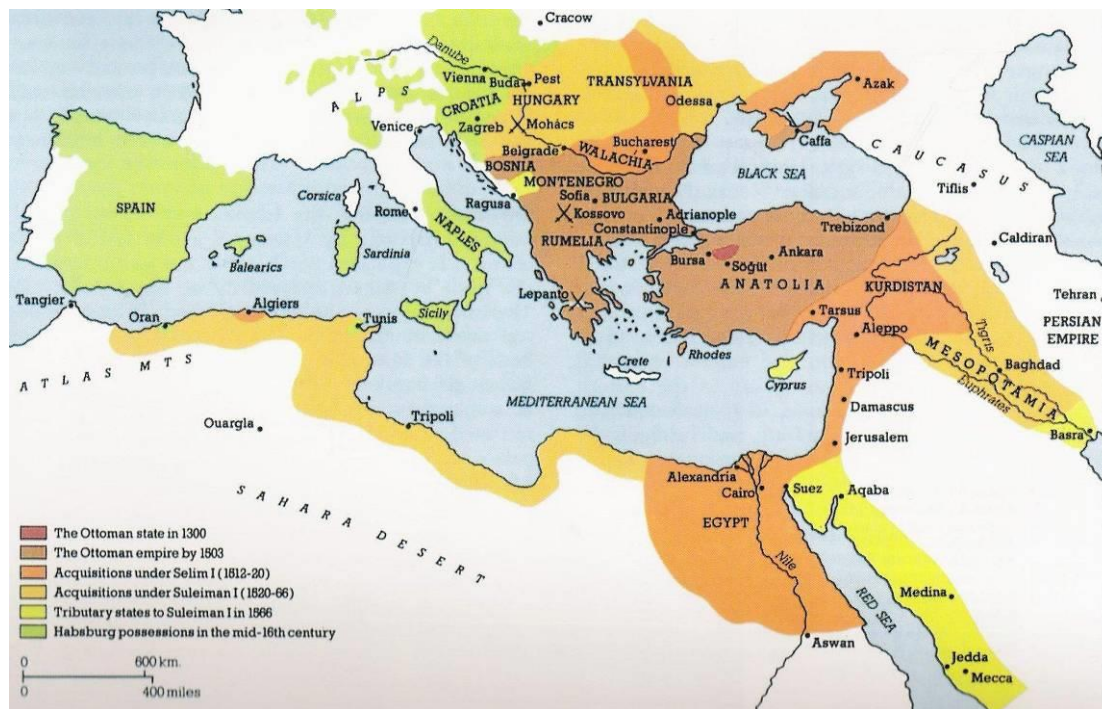 Cracow
Danube
Vienna
Buda
Pest
TRANSYLVANIA
Azak
ALPS
CROATIA
HUNGARY
Odessa
Zagreb
Mohács
Venice
Caffa
CASPIAN
SEA
Belgrade
Bucharest
WALACHIA
CAUCASUS
BOSNIA
BLACK SEA
Tiflis
MONTENEGRO
Corsica
SPAIN
Ragusa
Sofia
BULGARIA
Rome
Kossovo
Adrianople
Constantinople
Trebizond
Caldiran
NAPLES
RUMELIA
Sardinia
Bursa
Ankara
Balearics
Söğüt
ANATOLIA
KURDISTAN
Tehran
Lepanto
Tangier
Algiers
Sicily
Tarsus
PERSIAN
EMPIRE
Oran
Tunis
Aleppo
Tigris
Rhodes
MESOPOTAMIA
Crete
Baghdad
ATLAS MTS
Cyprus
Tripoli
Euphrates
MEDITERRANEAN SEA
Damascus
Ouargla
Tripoli
Basra
Jerusalem
Alexandria
Cairo
Suez
Aqaba
SAHARA DESERT
EGYPT
Nile
Medina
RED SEA
Aswan
Jedda
Mecca
The Ottoman state in 1300
The Ottoman empire by 1503
Acquisitions under Selim I (1512-20)
Acquisitions under Suleiman I (1520-66)
Tributary states to Suleiman I in 1566
Habsburg possessions in the mid-16th century
0 600 km.
0 400 miles